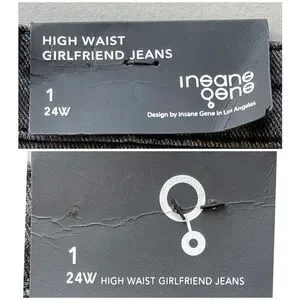 HIGH WAIST
GIRLFRIEND JEANS
insane
gene
1
24W
Design by Insane Gene in Los Angeles
1
24W HIGH WAIST GIRLFRIEND JEANS